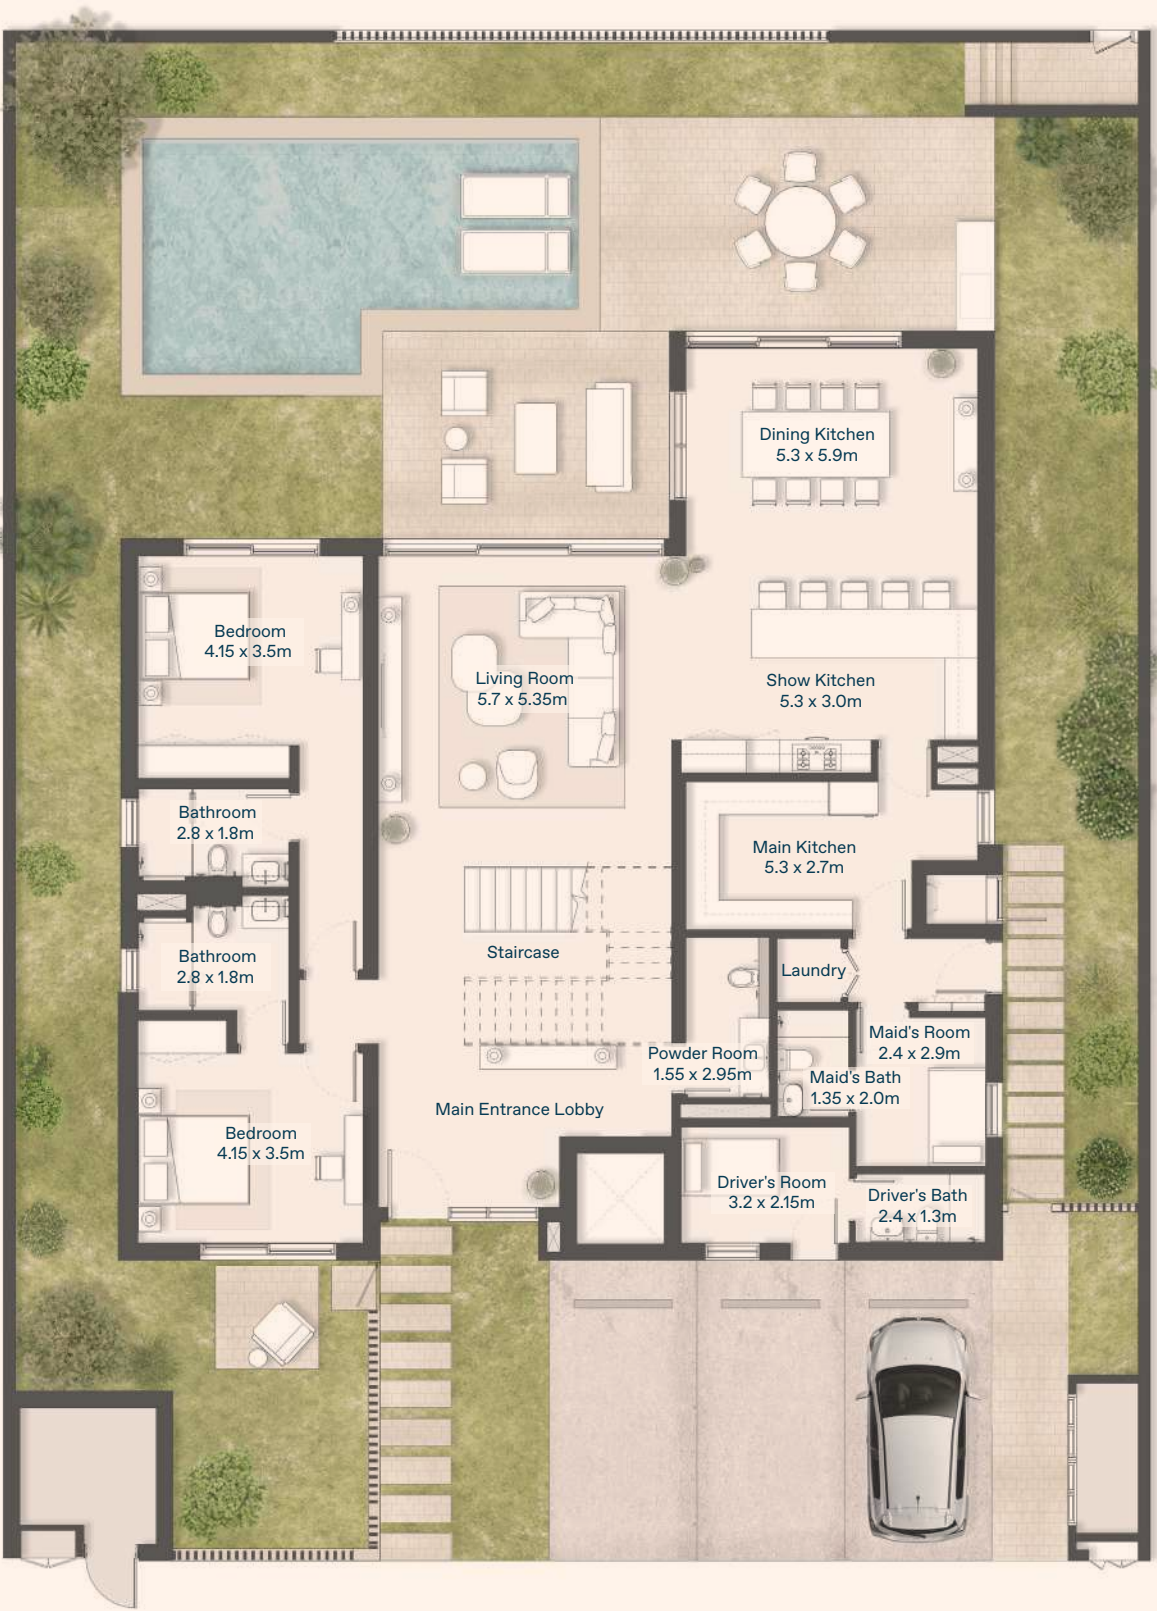 Dining Kitchen
5.3 x 5.9m
Bedroom
4.15 x 3.5m
Living Room
5.7 x 5.35m
Show Kitchen
5.3 x 3.0m
Bathroom
2.8 x 1.8m
Main Kitchen
5.3 x 2.7m
Staircase
Bathroom
2.8 x 1.8m
Laundry
Maid's Room
2.4 x 2.9m
Powder Room
1.55 x 2.95m
Maid's Bath
1.35 x 2.0m
Main Entrance Lobby
Bedroom
4.15 x 3.5m
Driver's Room
3.2 x 2.15m
Driver's Bath
2.4 x 1.3m